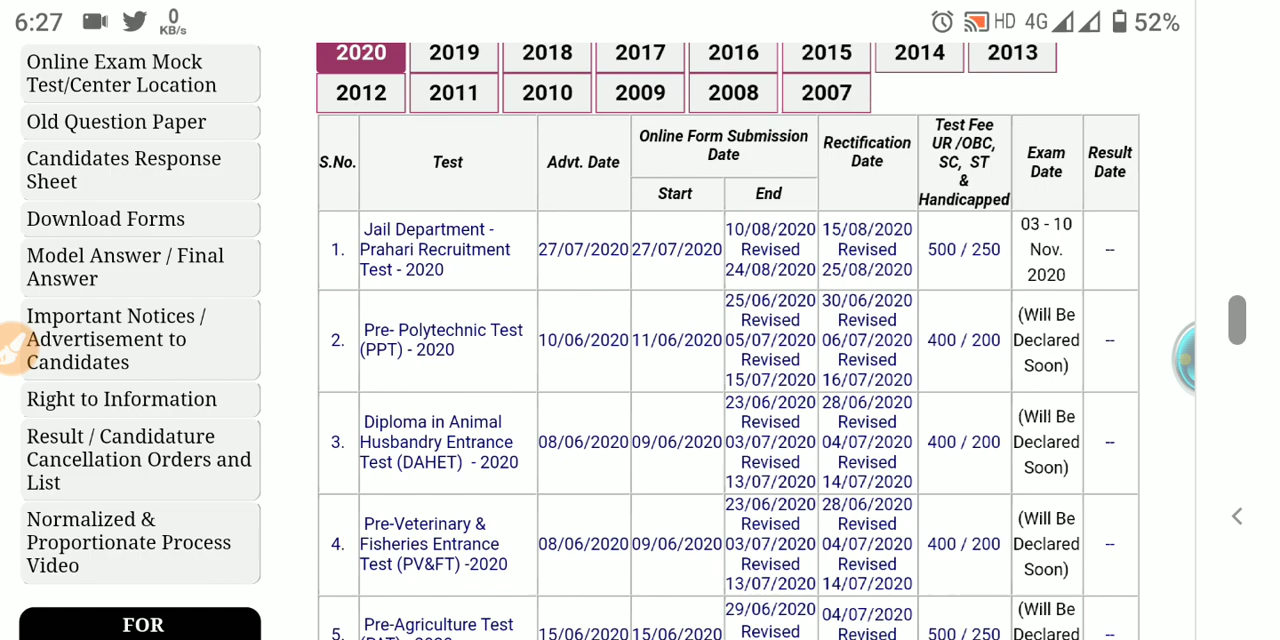 6:27
0
KB/s
HD 4G
52%
Online Exam Mock
Test/Center Location
Old Question Paper
Candidates Response
Sheet
Download Forms
Model Answer / Final
Answer
Important Notices /
Advertisement to
Candidates
Right to Information
Result / Candidature
Cancellation Orders and
List
Normalized &
Proportionate Process
Video
FOR
2020 2019 2018 2017 2016 2015 2014 2013
2012 2011 2010 2009 2008 2007
S.No.
Test
Advt. Date
Online Form Submission
Date
Start
End
Rectification
Date
Test Fee
UR /OBC,
SC, ST
&
Handicapped
Exam
Date
Result
Date
1.
Jail Department -
Prahari Recruitment
Test - 2020
27/07/2020
27/07/2020
10/08/2020
Revised
24/08/2020
15/08/2020
Revised
25/08/2020
500 / 250
03 - 10
Nov.
2020
--
2.
Pre- Polytechnic Test
(PPT) - 2020
10/06/2020
11/06/2020
25/06/2020
Revised
05/07/2020
Revised
15/07/2020
30/06/2020
Revised
06/07/2020
Revised
16/07/2020
400 / 200
(Will Be
Declared
Soon)
--
3.
Diploma in Animal
Husbandry Entrance
Test (DAHET) - 2020
08/06/2020
09/06/2020
23/06/2020
Revised
03/07/2020
Revised
13/07/2020
28/06/2020
Revised
04/07/2020
Revised
14/07/2020
400 / 200
(Will Be
Declared
Soon)
--
4.
Pre-Veterinary &
Fisheries Entrance
Test (PV&FT) -2020
08/06/2020
09/06/2020
23/06/2020
Revised
03/07/2020
Revised
13/07/2020
28/06/2020
Revised
04/07/2020
Revised
14/07/2020
400 / 200
(Will Be
Declared
Soon)
--
5.
Pre-Agriculture Test
(PAT) - 2020
15/06/2020
15/06/2020
29/06/2020
Revised
04/07/2020
Revised
500 / 250
(Will Be
Declared
--